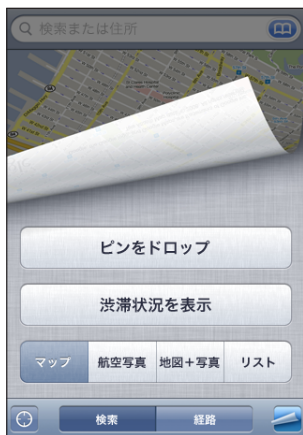 検索または住所
ピンをドロップ
渋滞状況を表示
マップ 航空写真 地図+写真 リスト
検索 経路